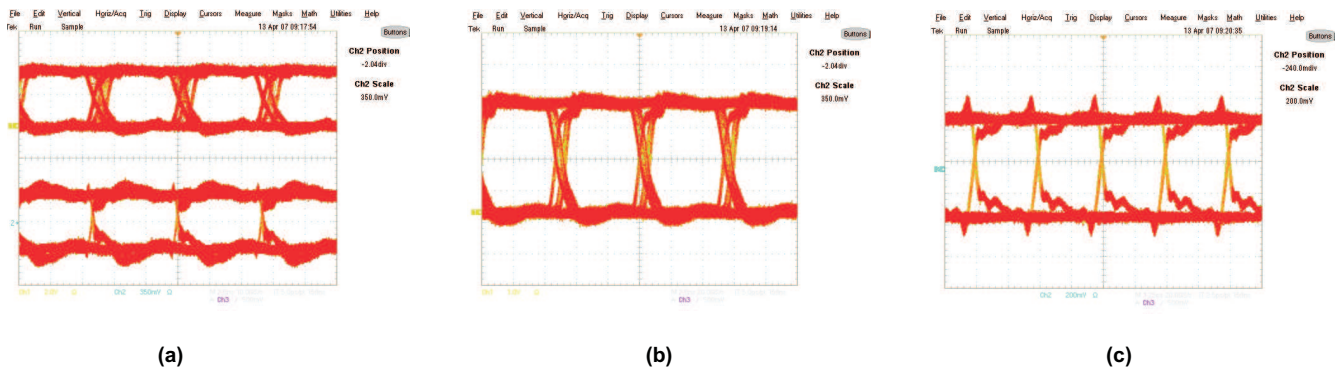 File Edit Vertical Horiz/Acq Trig Display Cursors Measure Masks Math Utilities Help
Tek Run Sample 13 Apr 07 09:17:54 Buttons
Ch2 Position
-2.04div
Ch2 Scale
350.0mV
2
Ch2 350mV Ω
Ch3
(a)
File Edit Vertical Horiz/Acq Trig Display Cursors Measure Masks Math Utilities Help
Tek Run Sample 13 Apr 07 09:19:14 Buttons
Ch2 Position
-2.04div
Ch2 Scale
350.0mV
Ch3
(b)
File Edit Vertical Horiz/Acq Trig Display Cursors Measure Masks Math Utilities Help
Tek Run Sample 13 Apr 07 09:20:35 Buttons
Ch2 Position
-240.0mdiv
Ch2 Scale
200.0mV
Ch2 200mV Ω
Ch3
(c)